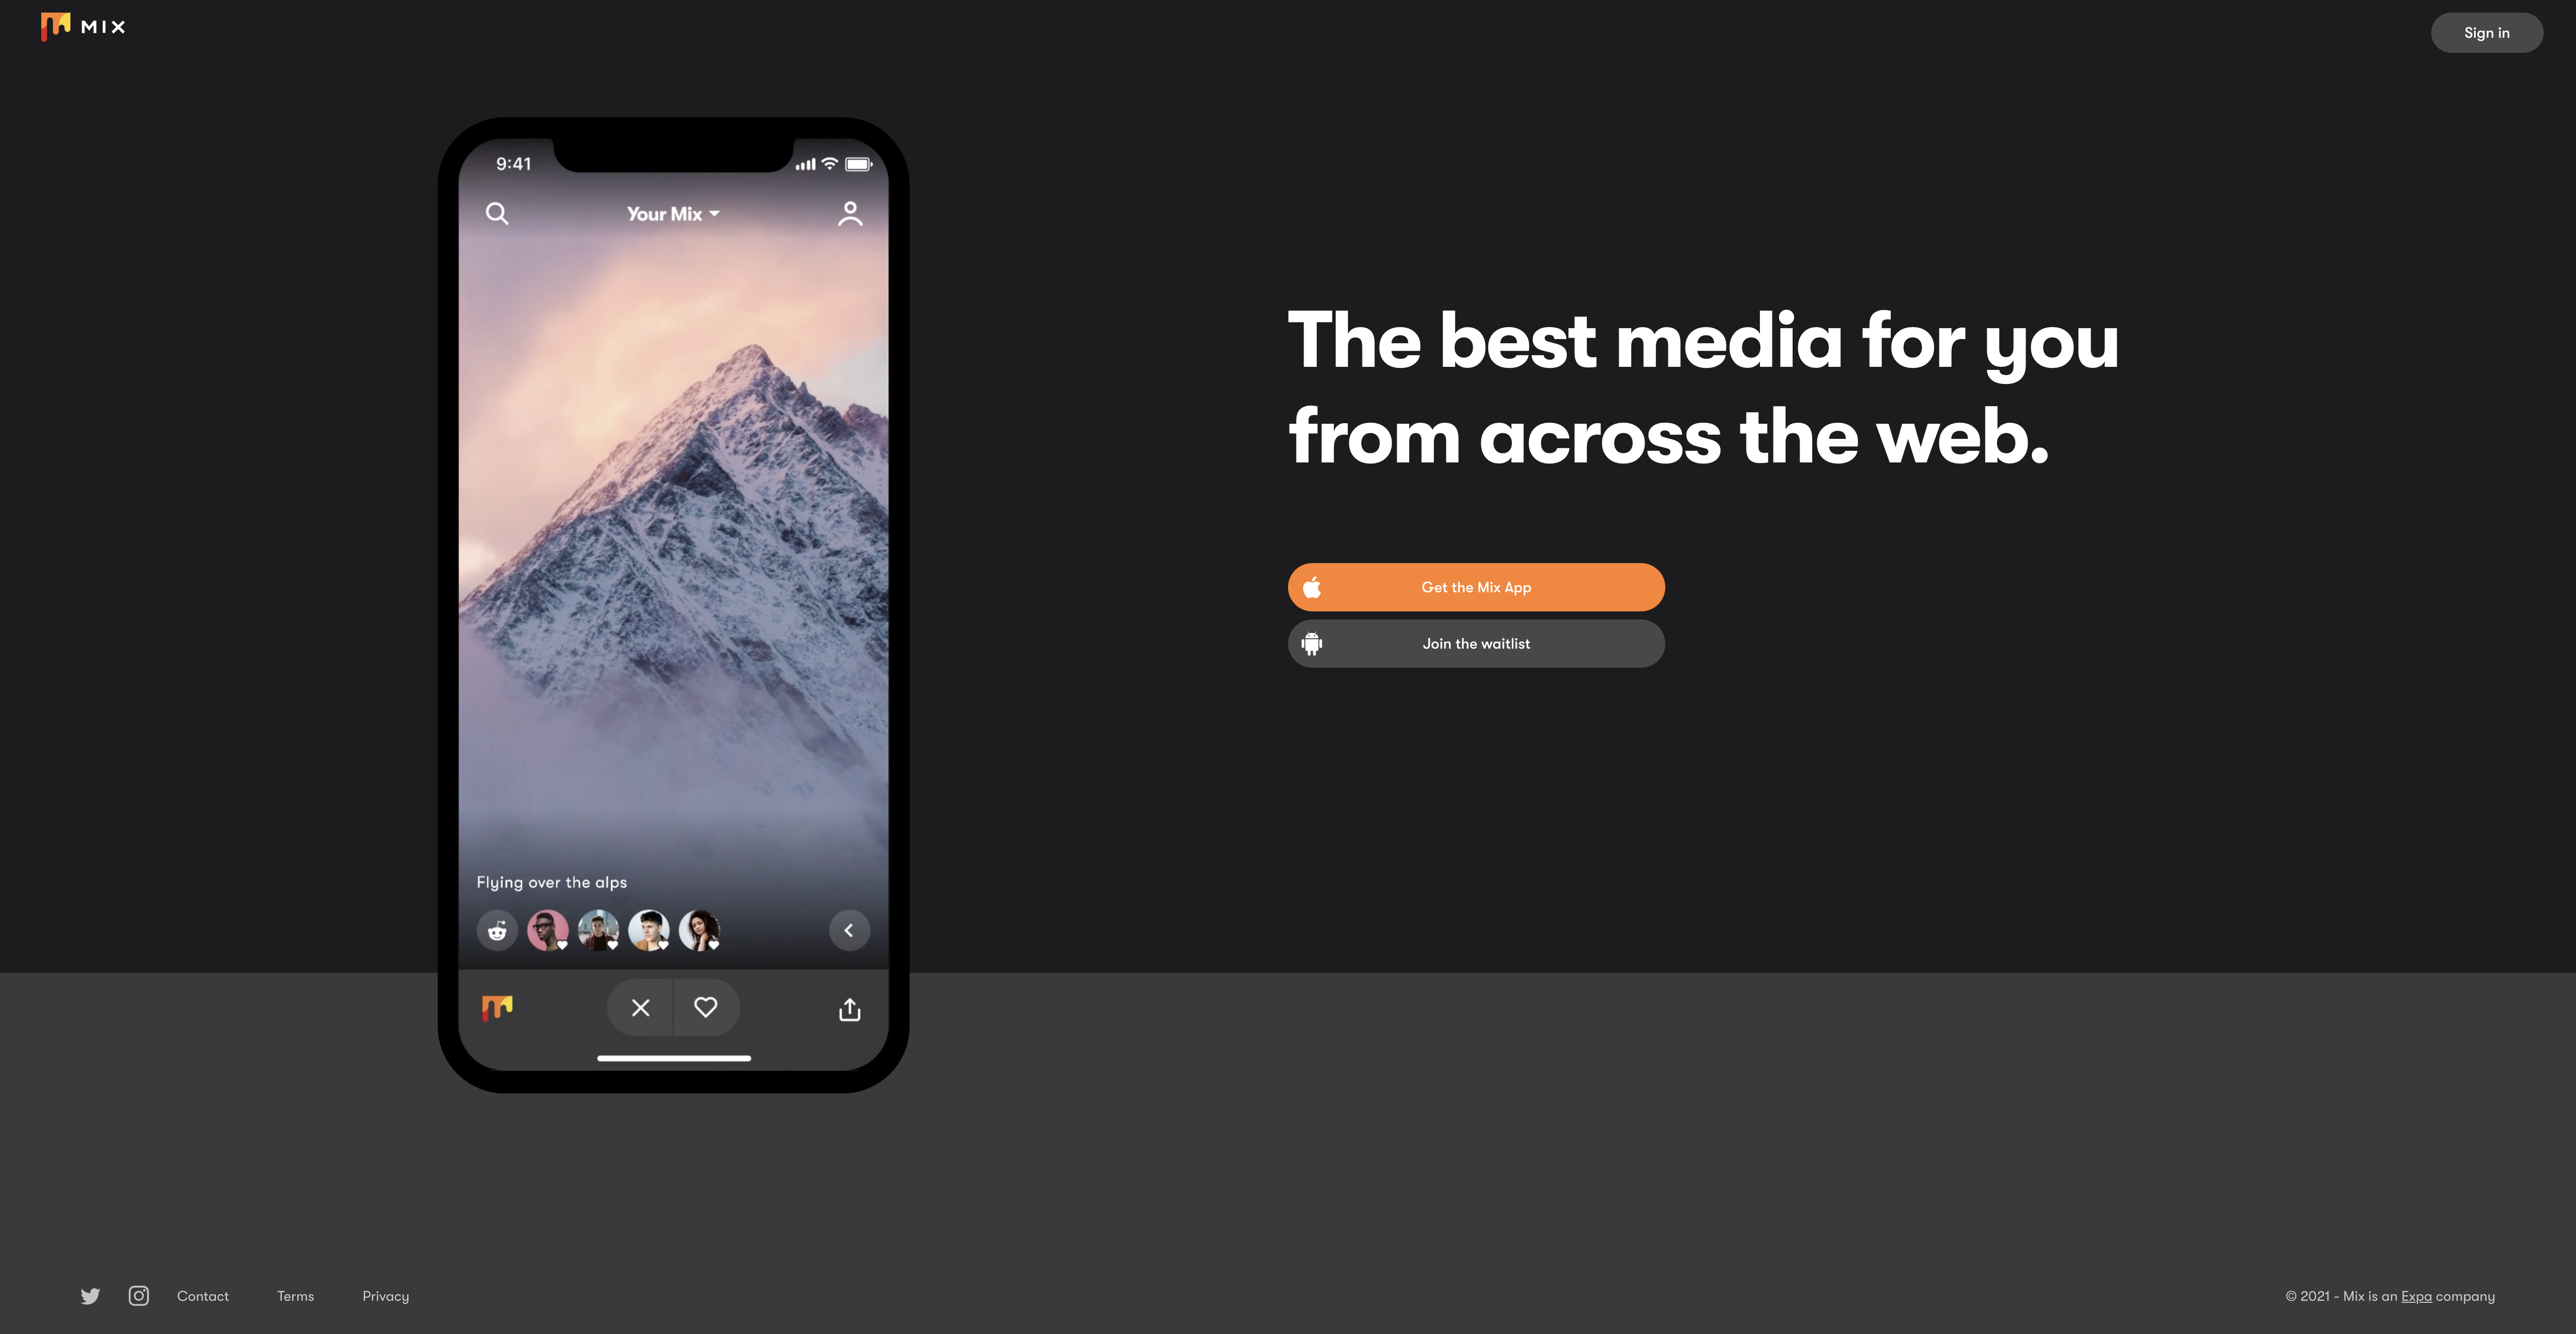 MIX
Sign in
9:41
Your Mix
The best media for you
from across the web.
Get the Mix App
Join the waitlist
Flying over the alps
Contact
Terms
Privacy
© 2021 - Mix is an Expa company